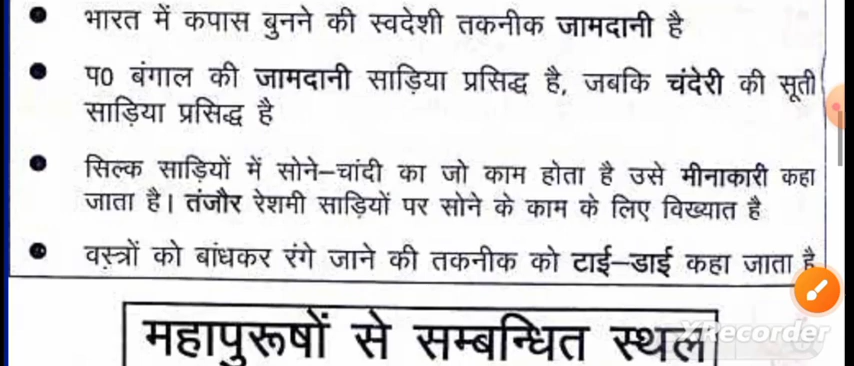 ● भारत में कपास बुनने की स्वदेशी तकनीक जामदानी है
● प0 बंगाल की जामदानी साड़िया प्रसिद्ध है, जबकि चंदेरी की सूती
साड़िया प्रसिद्ध है
● सिल्क साड़ियों में सोने–चांदी का जो काम होता है उसे मीनाकारी कहा
जाता है। तंजौर रेशमी साड़ियों पर सोने के काम के लिए विख्यात है
● वस्त्रों को बांधकर रंगे जाने की तकनीक को टाई–डाई कहा जाता है
महापुरूषों से सम्बन्धित स्थल
XRecorder